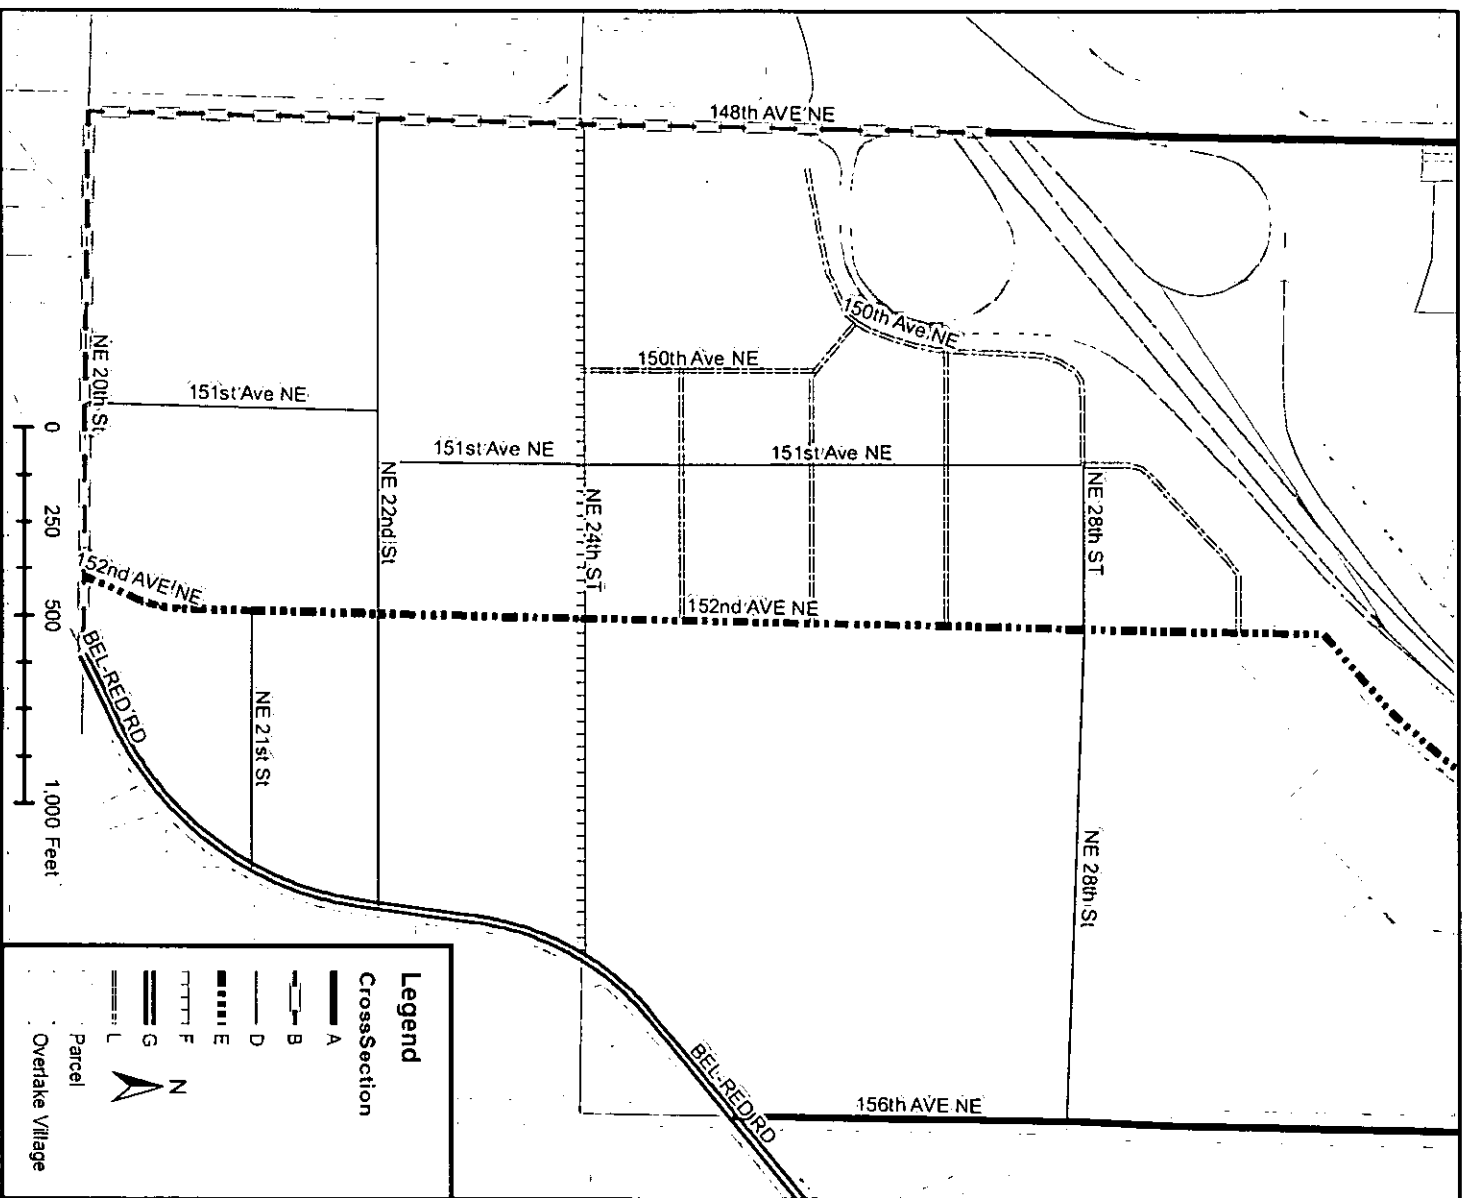 148th AVE NE
150th Ave NE
150th Ave NE
NE 20th St
151st Ave NE
151st Ave NE
151st Ave NE
NE 22nd St
NE 24th ST
NE 28th ST
152nd AVE NE
152nd AVE NE
BEL-RED RD
NE 21st St
NE 28th St
BEL-RED RD
156th AVE NE
0
250
500
1,000 Feet
Legend
CrossSection
A
B
D
E
F
G
L
N
Parcel
Overlake Village